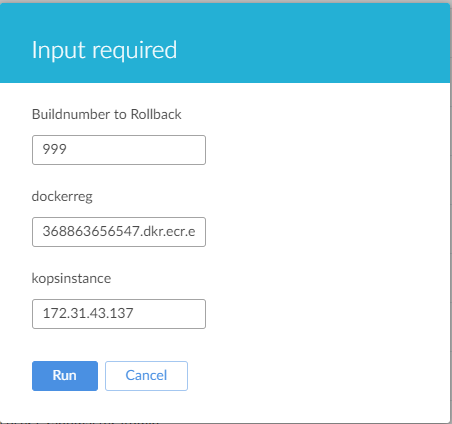 Input required
Buildnumber to Rollback
999
dockerreg
368863656547.dkr.ecr.e
kopsinstance
172.31.43.137
Run Cancel